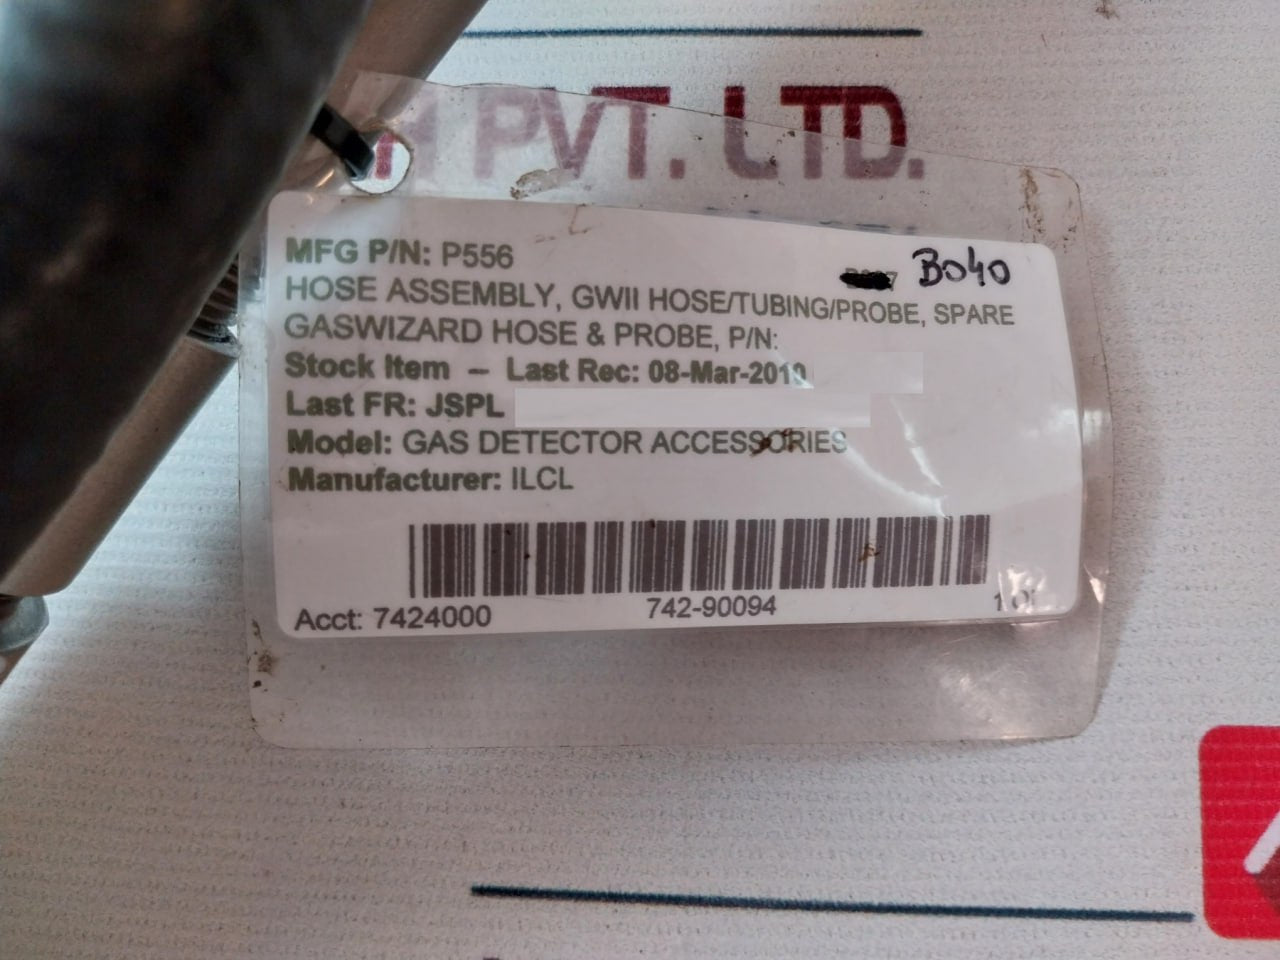 H PVT. LTD.
MFG P/N: P556
B040
HOSE ASSEMBLY, GWII HOSE/TUBING/PROBE, SPARE
GASWIZARD HOSE & PROBE, P/N:
Stock Item – Last Rec: 08-Mar-2010
Last FR: JSPL
Model: GAS DETECTOR ACCESSORIES
Manufacturer: ILCL
Acct: 7424000 742-90094